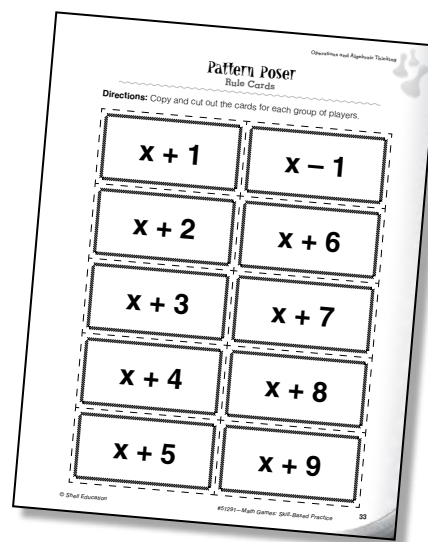 Operations and Algebraic Thinking
Pattern Poser
Rule Cards
Directions: Copy and cut out the cards for each group of players.
x + 1
x – 1
x + 2
x + 6
x + 3
x + 7
x + 4
x + 8
x + 5
x + 9
© Shell Education
#51291—Math Games: Skill-Based Practice
33